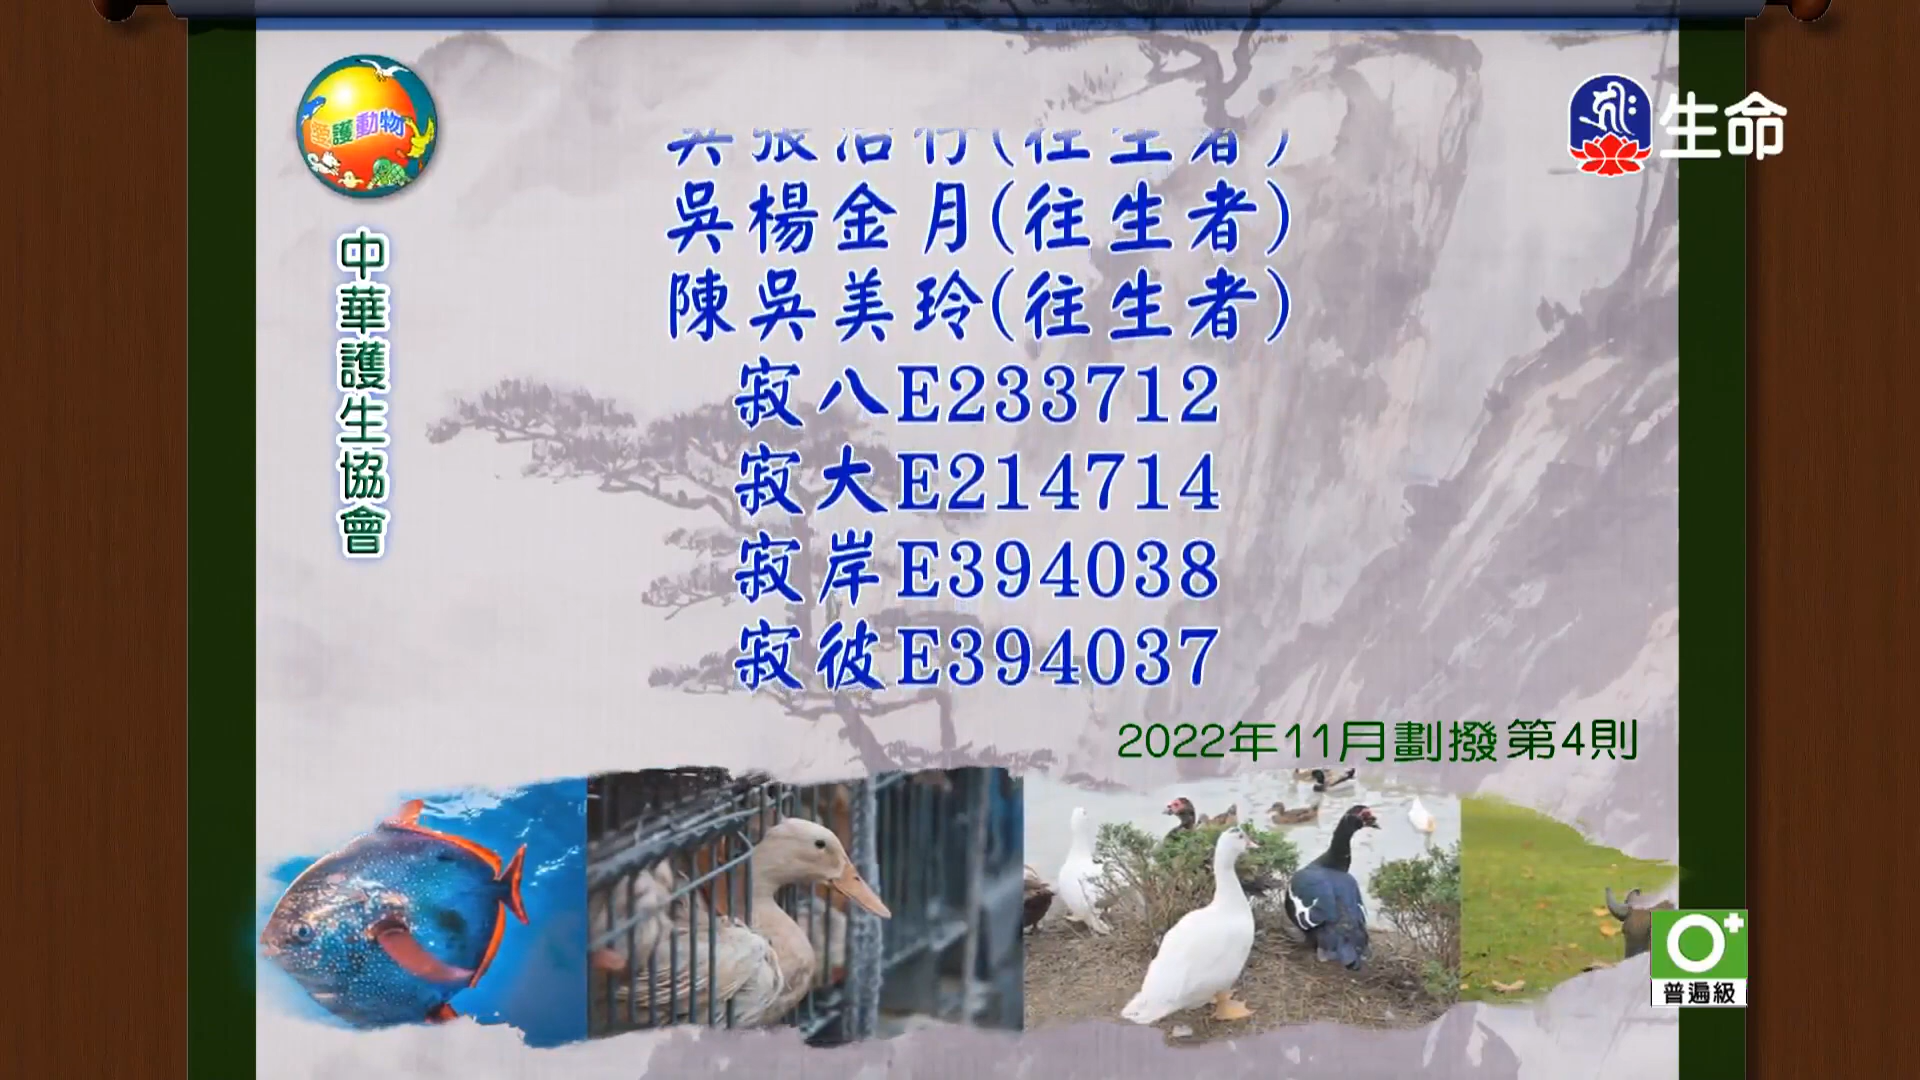 愛護動物
生命
中華護生協會
(往生者)
吳楊金月(往生者)
陳吳美玲(往生者)
寂八E233712
寂大E214714
寂岸E394038
寂彼E394037
2022年11月劃撥第4則
普遍級